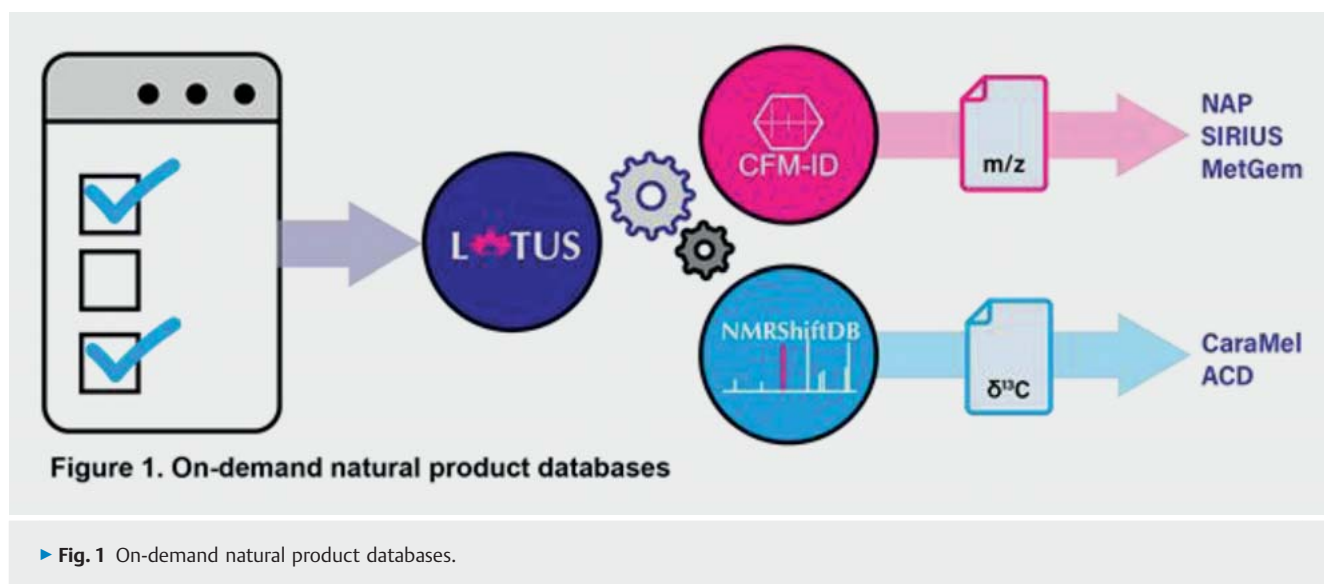 LOTUS
CFM-ID
m/z
NAP
SIRIUS
MetGem
NMRShiftDB
δ¹³C
CaraMel
ACD
Figure 1. On-demand natural product databases
▶ Fig. 1 On-demand natural product databases.